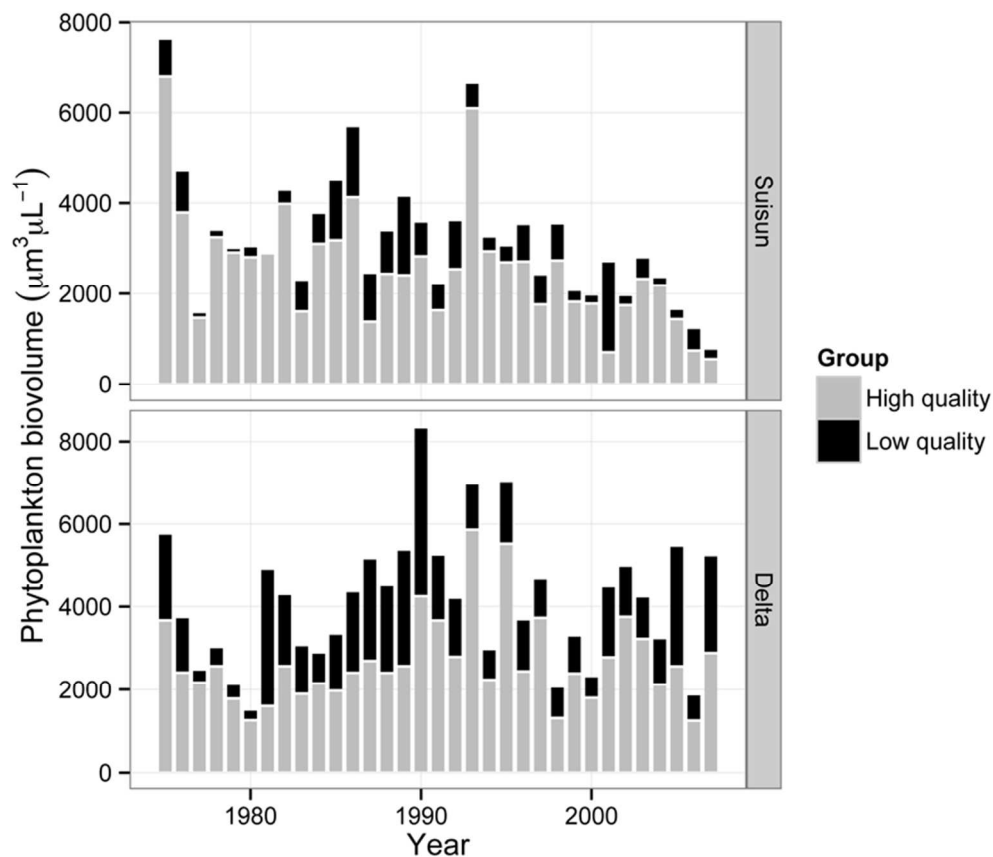 Phytoplankton biovolume (μm³μL⁻¹)
8000
6000
4000
2000
0
Suisun
8000
6000
4000
2000
0
Delta
1980 1990 2000
Year
Group
High quality
Low quality